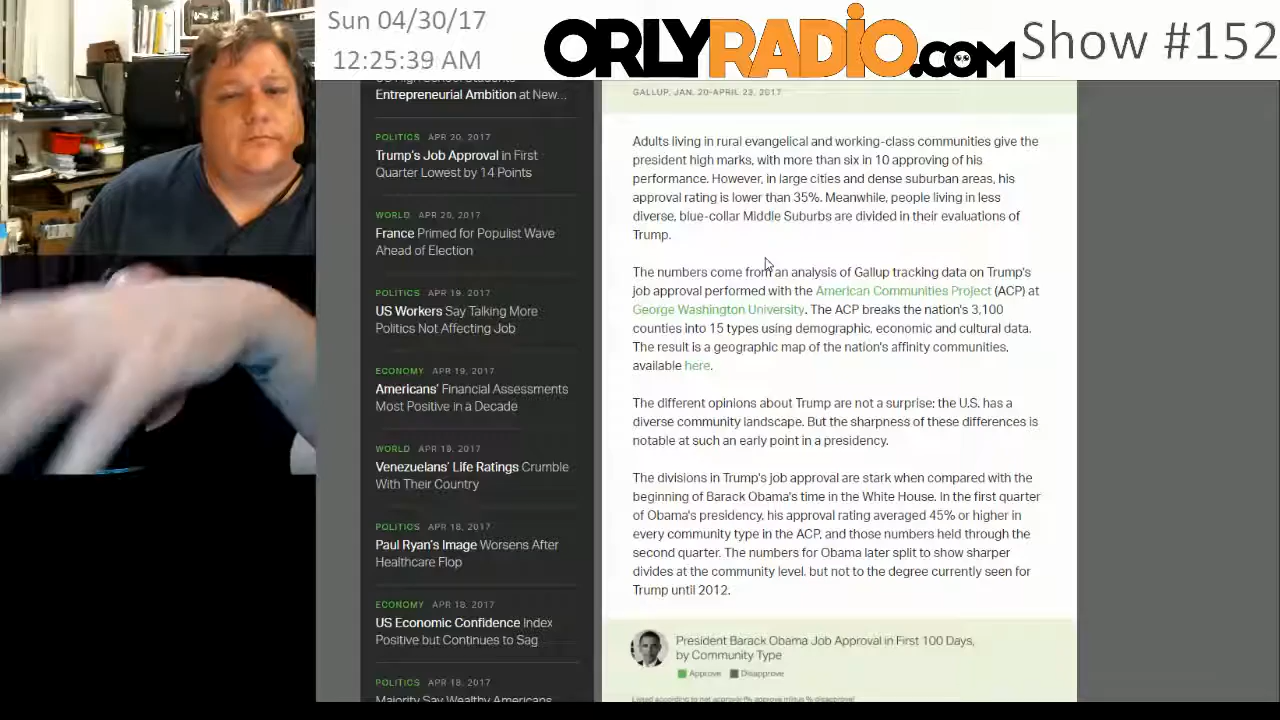 Sun 04/30/17
12:25:39 AM
ORLYRADIO.COM
Show #152
US High School Students'
Entrepreneurial Ambition at New...
POLITICS APR 20, 2017
Trump's Job Approval in First
Quarter Lowest by 14 Points
WORLD APR 20, 2017
France Primed for Populist Wave
Ahead of Election
POLITICS APR 19, 2017
US Workers Say Talking More
Politics Not Affecting Job
ECONOMY APR 19, 2017
Americans' Financial Assessments
Most Positive in a Decade
WORLD APR 18, 2017
Venezuelans' Life Ratings Crumble
With Their Country
POLITICS APR 18, 2017
Paul Ryan's Image Worsens After
Healthcare Flop
ECONOMY APR 18, 2017
US Economic Confidence Index
Positive but Continues to Sag
POLITICS APR 18, 2017
Majority Say Wealthy Americans
GALLUP, JAN. 20-APRIL 23, 2017
Adults living in rural evangelical and working-class communities give the
president high marks, with more than six in 10 approving of his
performance. However, in large cities and dense suburban areas, his
approval rating is lower than 35%. Meanwhile, people living in less
diverse, blue-collar Middle Suburbs are divided in their evaluations of
Trump.
The numbers come from an analysis of Gallup tracking data on Trump's
job approval performed with the American Communities Project (ACP) at
George Washington University. The ACP breaks the nation's 3,100
counties into 15 types using demographic, economic and cultural data.
The result is a geographic map of the nation's affinity communities,
available here.
The different opinions about Trump are not a surprise; the U.S. has a
diverse community landscape. But the sharpness of these differences is
notable at such an early point in a presidency.
The divisions in Trump's job approval are stark when compared with the
beginning of Barack Obama's time in the White House. In the first quarter
of Obama's presidency, his approval rating averaged 45% or higher in
every community type in the ACP, and those numbers held through the
second quarter. The numbers for Obama later split to show sharper
divides at the community level, but not to the degree currently seen for
Trump until 2012.
President Barack Obama Job Approval in First 100 Days,
by Community Type
Approve Disapprove
Listed according to net approval (% approve minus % disapprove)